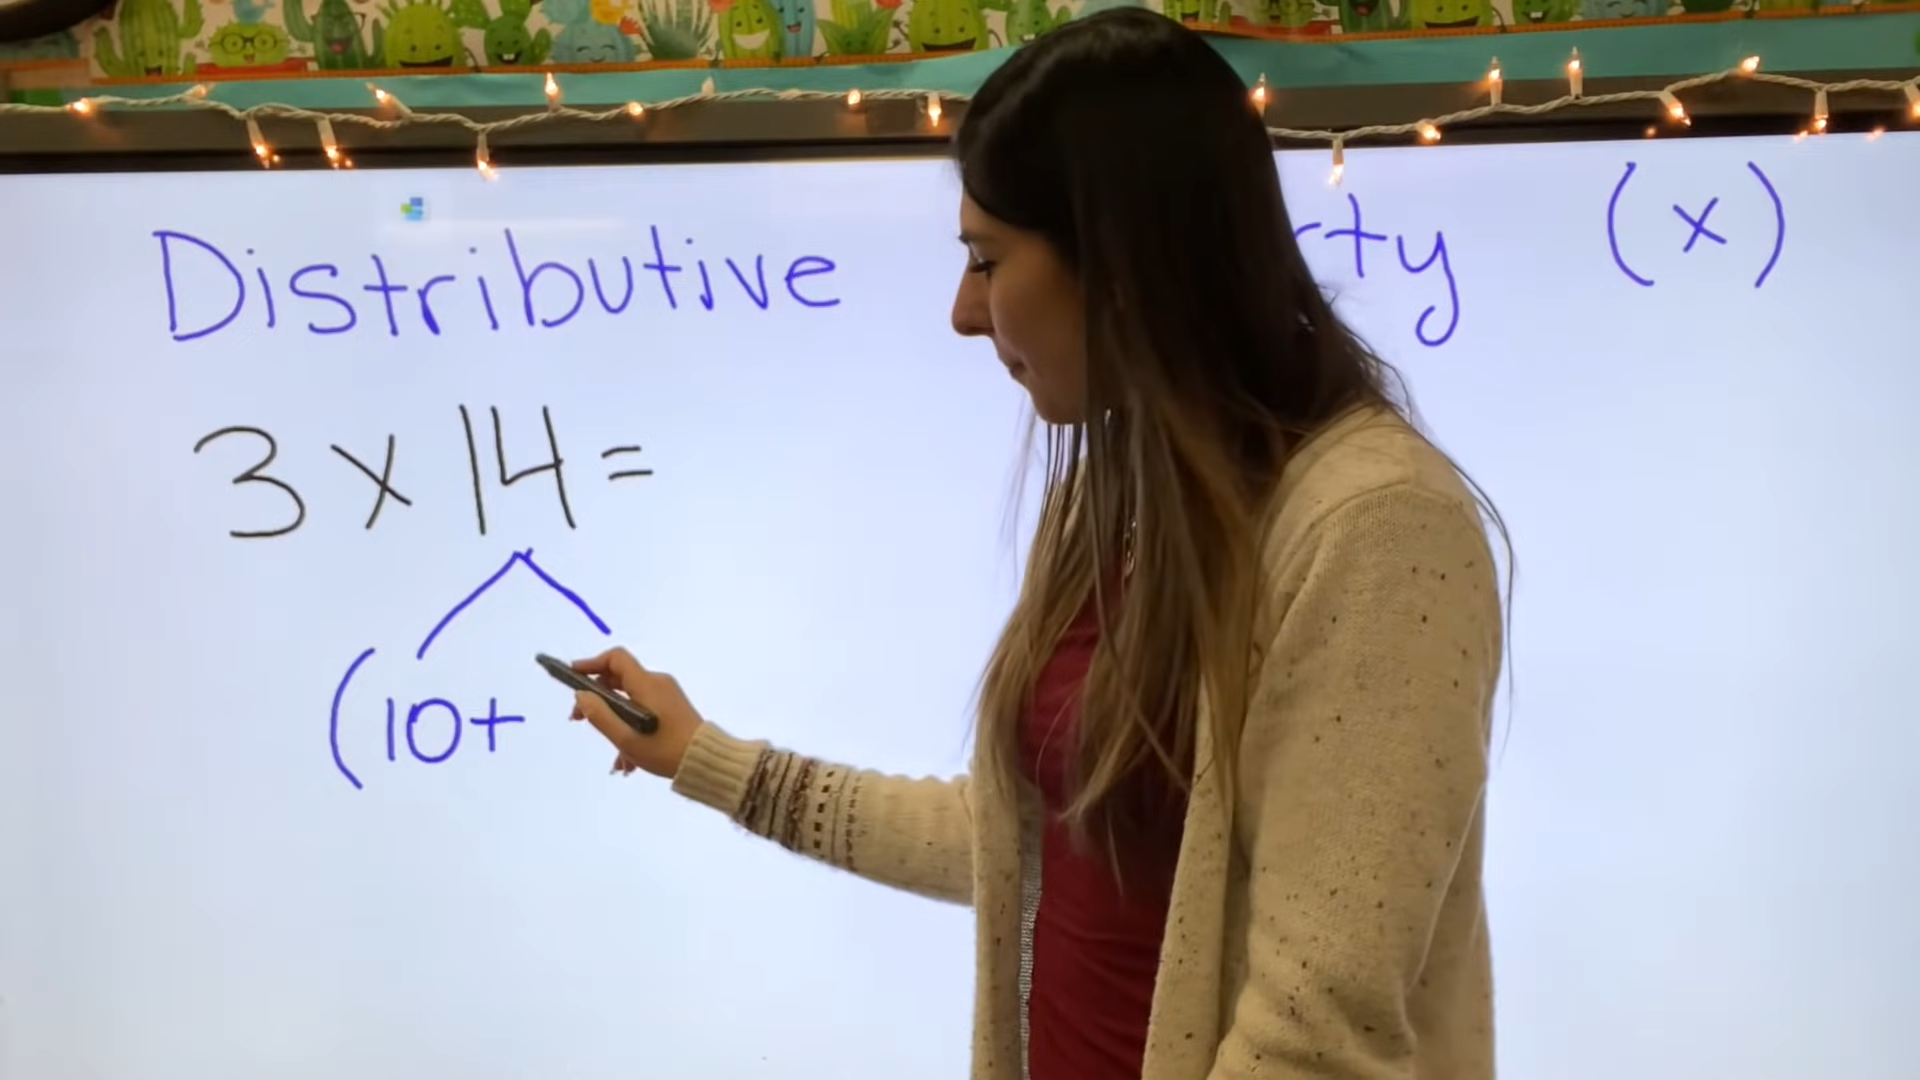 Distributive rty (x)
3 x 14 =
(10+